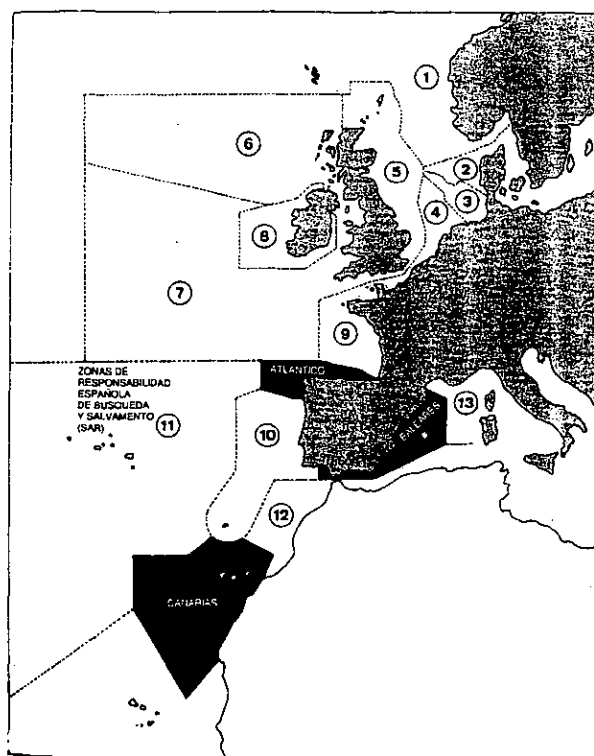 1
6
5
2
3
4
8
7
9
ZONAS DE
RESPONSABILIDAD
ESPAÑOLA
DE BUSQUEDA
Y SALVAMENTO
(SAR)
ATLANTICO
13
11
10
12
CANARIAS